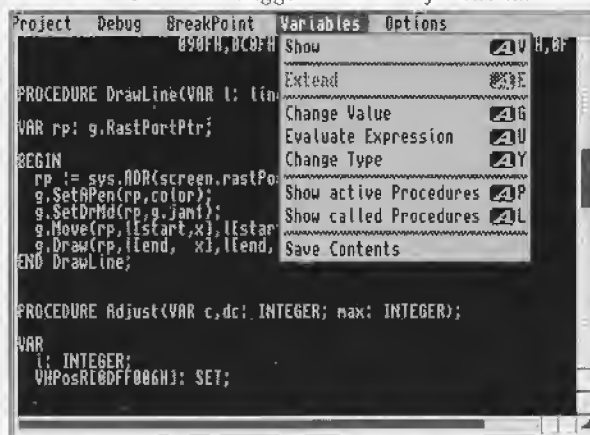 Project Debug BreakPoint Variables Options
090FH,0C0FH H,0F
Show A V
Extend A E
PROCEDURE DrawLine(VAR l: lin
Change Value A G
VAR rp: g.RastPortPtr;
Evaluate Expression A U
BEGIN
Change Type A Y
rp := sys.ADR(screen.rastPo
g.SetAPen(rp,color);
Show active Procedures A P
g.SetDrMd(rp,g.jam1);
Show called Procedures A L
g.Move(rp,l[start,x],l[star
g.Draw(rp,l[end, x],l[end,
Save Contents
END DrawLine;
PROCEDURE Adjust(VAR c,dc: INTEGER; max: INTEGER);
VAR
i: INTEGER;
VHPosR[0DFF006H]: SET;